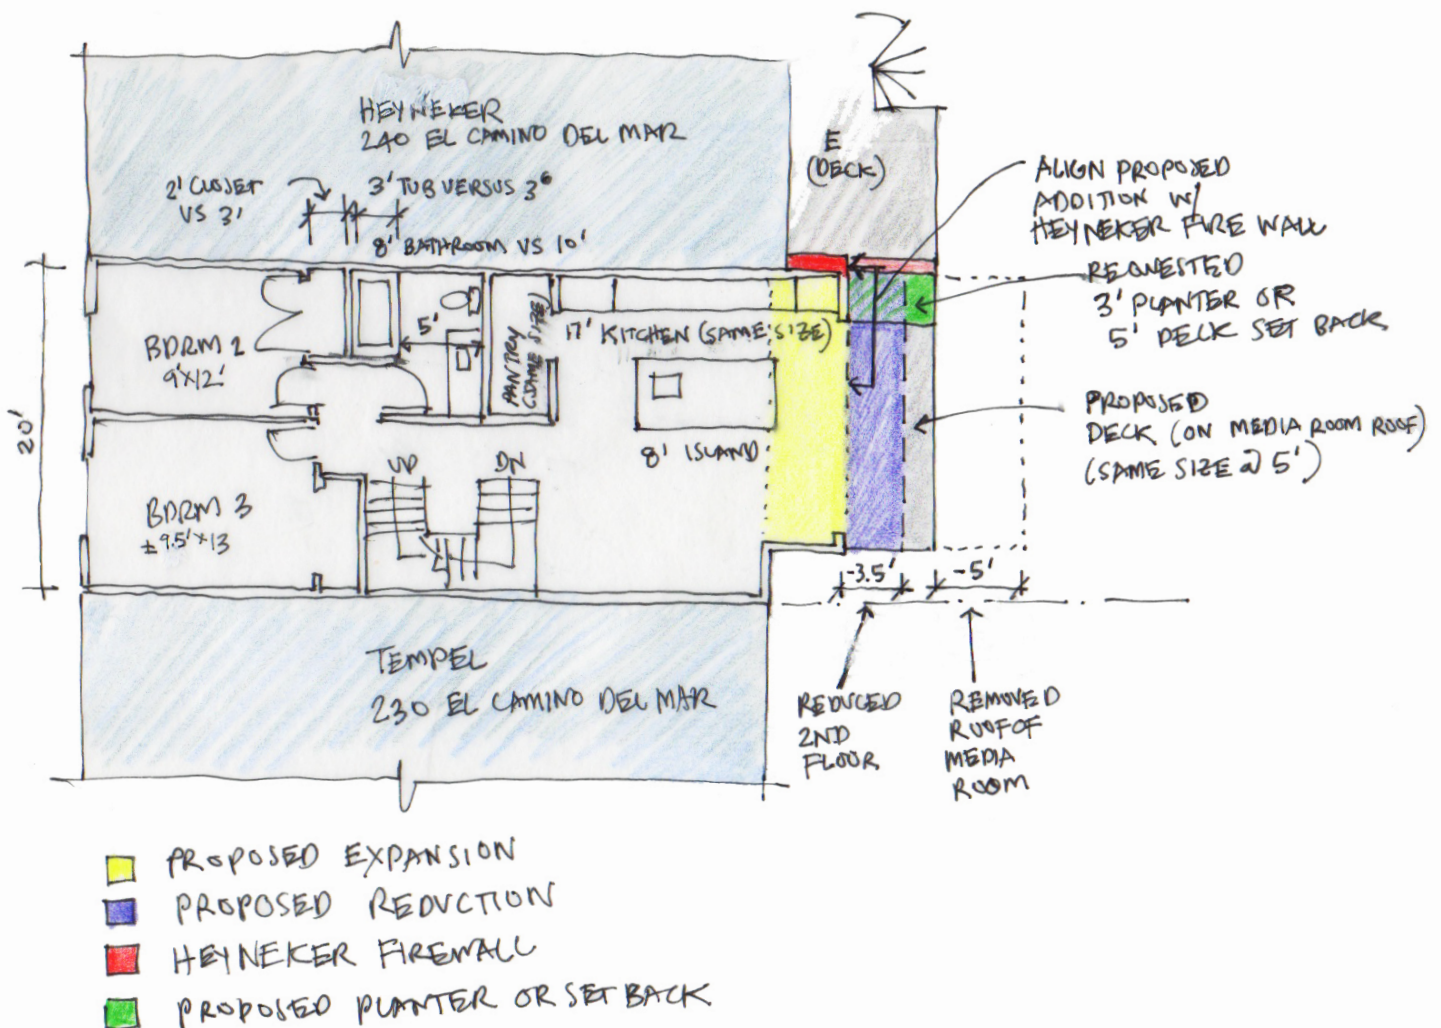 HEYNEKER
240 EL CAMINO DEL MAR
2' CLOSET
VS 3'
3' TUB VERSUS 3⁶
8' BATHROOM VS 10'
E
(DECK)
ALIGN PROPOSED
ADDITION W/
HEYNEKER FIRE WALL
REQUESTED
3' PLANTER OR
5' DECK SET BACK
PROPOSED
DECK (ON MEDIA ROOM ROOF)
(SAME SIZE @ 5')
BDRM 2
9'X12'
5'
PANTRY
(SAME SIZE)
17' KITCHEN (SAME SIZE)
8' ISLAND
20'
BDRM 3
± 9.5' X 13
UP
DN
-3.5'
-5'
REDUCED
2ND
FLOOR
REMOVED
ROOF OF
MEDIA
ROOM
TEMPEL
230 EL CAMINO DEL MAR
PROPOSED EXPANSION
PROPOSED REDUCTION
HEYNEKER FIREWALL
PROPOSED PLANTER OR SET BACK